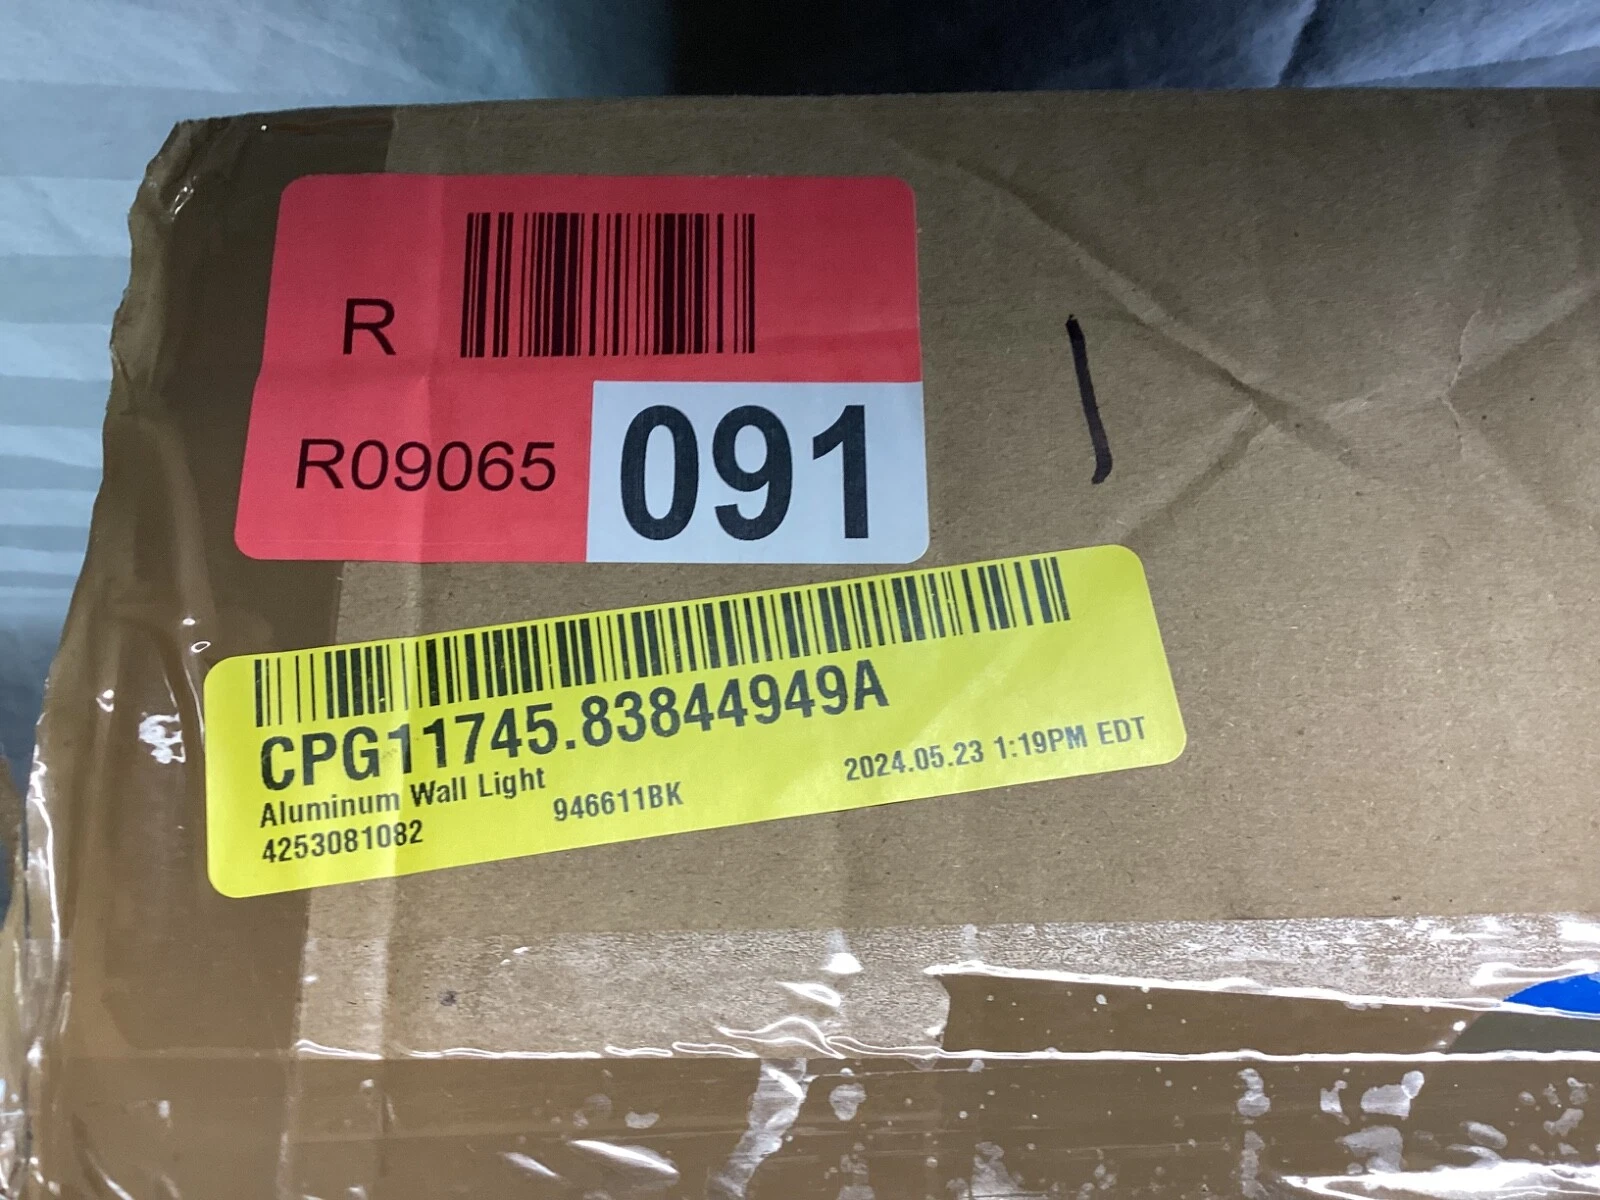 R
R09065
091
CPG11745.83844949A
Aluminum Wall Light
946611BK
2024.05.23 1:19PM EDT
4253081082